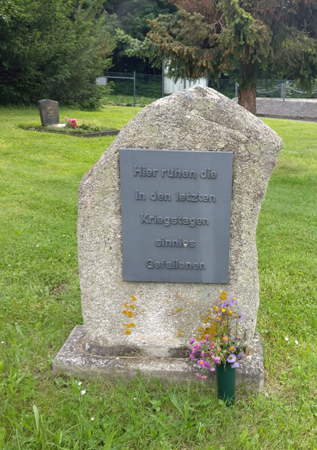 Hier ruhen die
in den letzten
Kriegstagen
sinnlos
Gefallenen